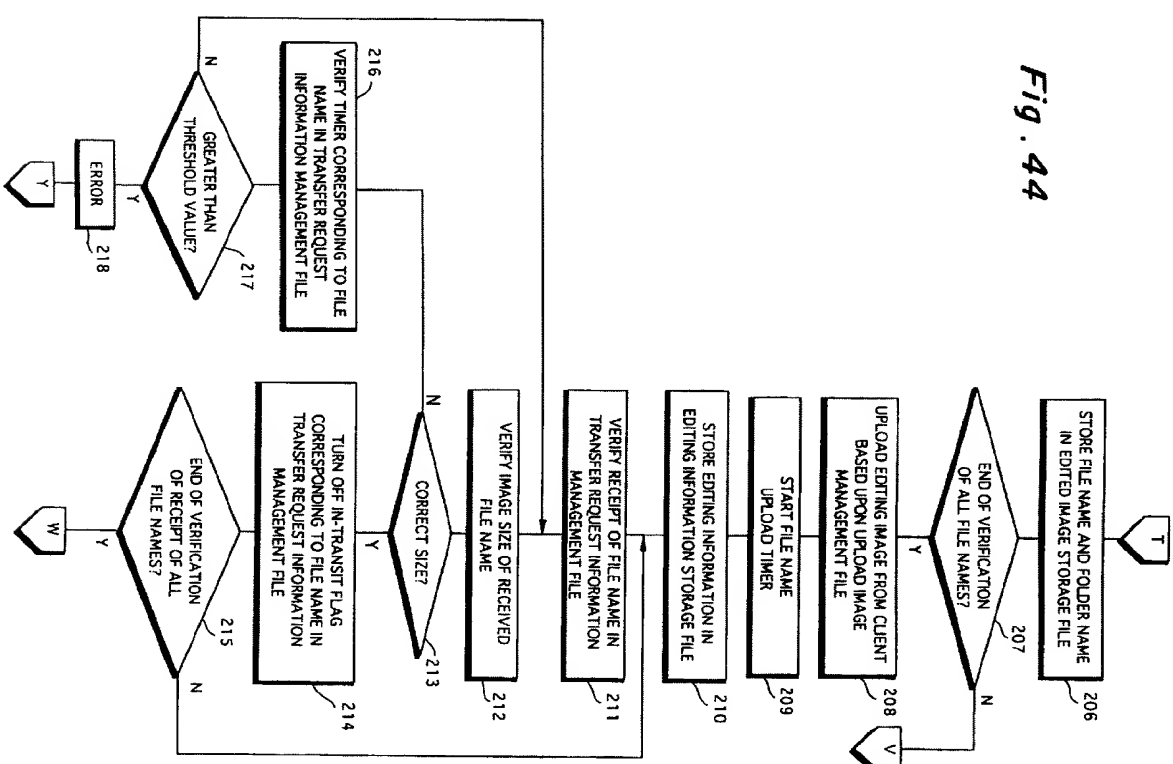 Fig. 44
T
STORE FILE NAME AND FOLDER NAME
IN EDITED IMAGE STORAGE FILE
206
END OF VERIFICATION
OF ALL FILE NAMES?
207
N
V
Y
UPLOAD EDITING IMAGE FROM CLIENT
BASED UPON UPLOAD IMAGE
MANAGEMENT FILE
208
START FILE NAME
UPLOAD TIMER
209
STORE EDITING INFORMATION IN
EDITING INFORMATION STORAGE FILE
210
VERIFY RECEIPT OF FILE NAME IN
TRANSFER REQUEST INFORMATION
MANAGEMENT FILE
211
VERIFY IMAGE SIZE OF RECEIVED
FILE NAME
212
CORRECT SIZE?
213
N
Y
TURN OFF IN-TRANSIT FLAG
CORRESPONDING TO FILE NAME IN
TRANSFER REQUEST INFORMATION
MANAGEMENT FILE
214
END OF VERIFICATION
OF RECEIPT OF ALL
FILE NAMES?
215
N
Y
W
216
VERIFY TIMER CORRESPONDING TO FILE
NAME IN TRANSFER REQUEST
INFORMATION MANAGEMENT FILE
GREATER THAN
THRESHOLD VALUE?
217
N
Y
ERROR
218
Y